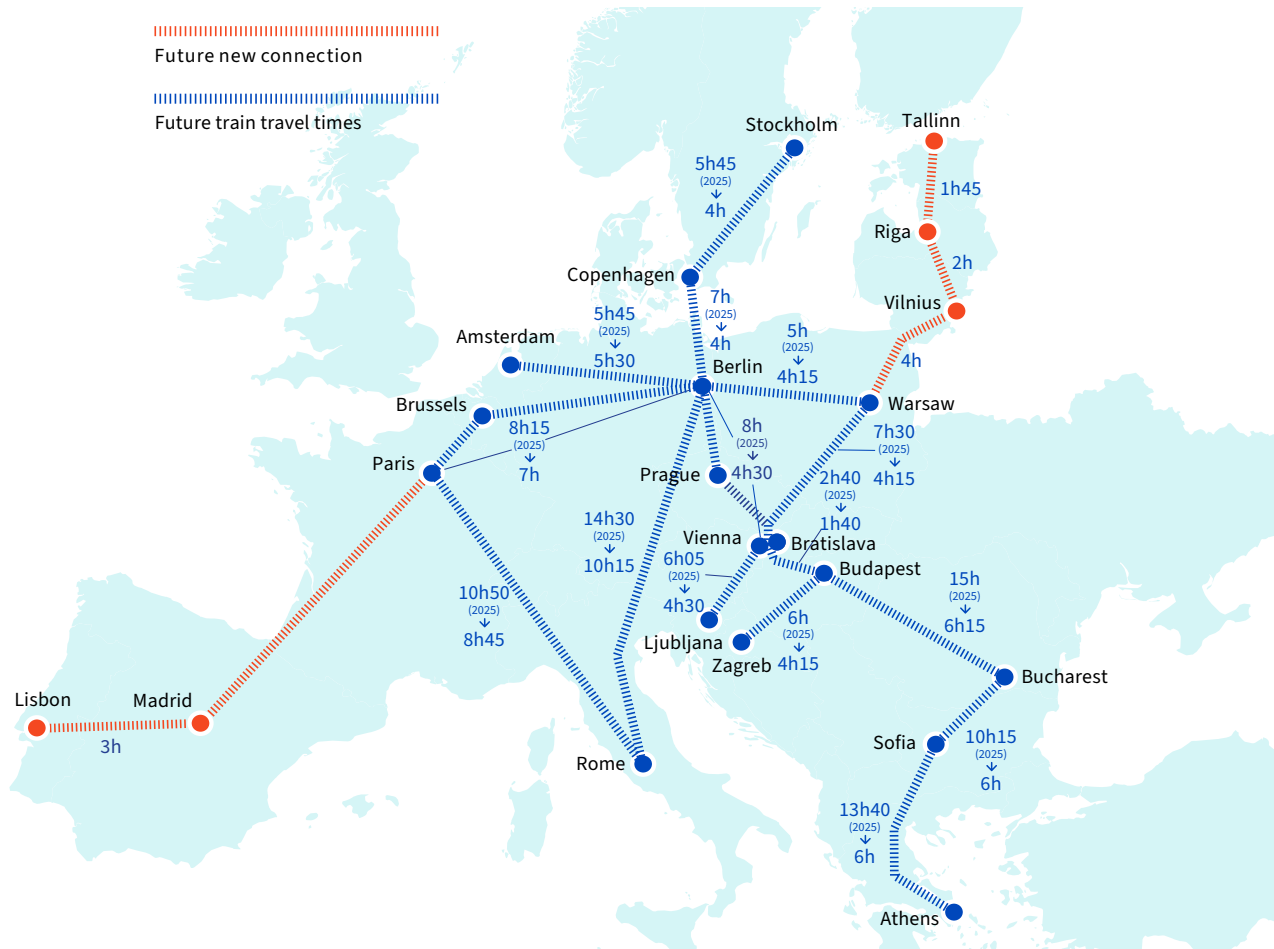 Future new connection
Future train travel times
Stockholm
Tallinn
5h45
(2025)
4h
1h45
Riga
2h
Copenhagen
Vilnius
7h
(2025)
4h
5h45
(2025)
5h30
Amsterdam
5h
(2025)
4h15
4h
Berlin
Brussels
Warsaw
8h15
(2025)
7h
8h
(2025)
4h30
7h30
(2025)
4h15
Paris
Prague
2h40
(2025)
1h40
14h30
(2025)
10h15
Vienna
Bratislava
6h05
(2025)
4h30
Budapest
15h
(2025)
6h15
10h50
(2025)
8h45
6h
(2025)
4h15
Ljubljana
Zagreb
Bucharest
Lisbon
Madrid
3h
Sofia
10h15
(2025)
6h
Rome
13h40
(2025)
6h
Athens